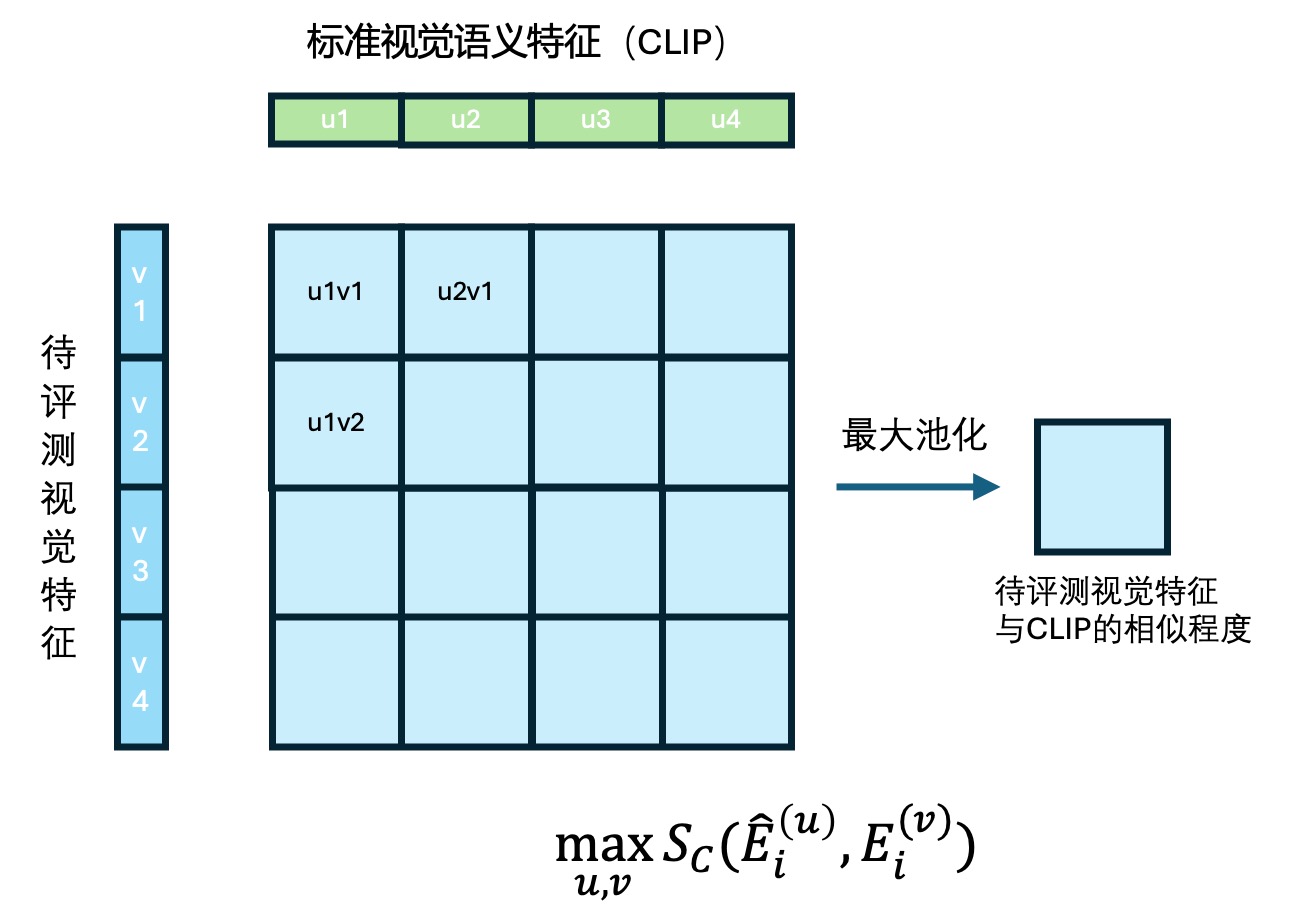 标准视觉语义特征（CLIP）
u1 u2 u3 u4
待评测视觉特征
v1
v2
v3
v4
u1v1 u2v1
u1v2
最大池化
待评测视觉特征
与CLIP的相似程度
max_{u,v} S_C(Ê_i^{(u)}, E_i^{(v)})